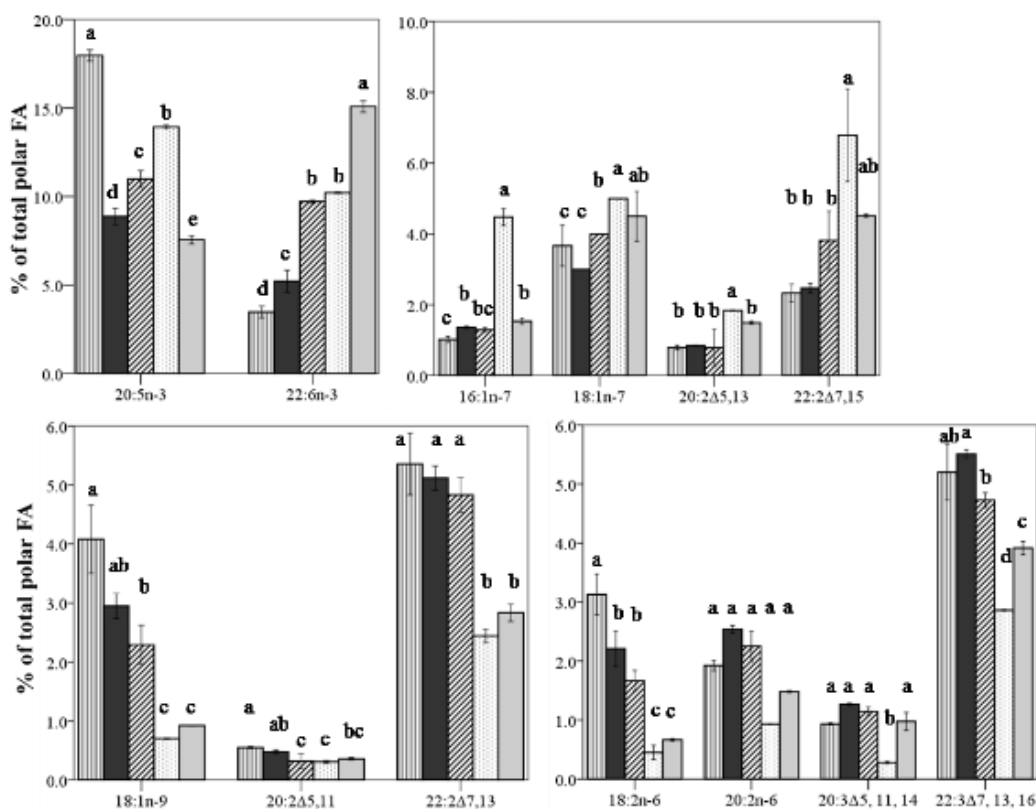 % of total polar FA
20.0
15.0
10.0
5.0
0.0
a
d
c
b
e
d
c
b
b
a
20:5n-3 22:6n-3
10.0
8.0
6.0
4.0
2.0
0.0
c
b
bc
a
b
c
c
b
a
ab
b
b
b
a
b
b
b
b
a
ab
16:1n-7 18:1n-7 20:2Δ5,13 22:2Δ7,15
% of total polar FA
6.0
5.0
4.0
3.0
2.0
1.0
0.0
a
ab
b
c
c
a
ab
c
c
bc
a
a
a
b
b
18:1n-9 20:2Δ5,11 22:2Δ7,13
6.0
5.0
4.0
3.0
2.0
1.0
0.0
a
b
b
c
c
a
a
a
a
a
a
a
a
b
a
ab
a
b
d
c
18:2n-6 20:2n-6 20:3Δ5, 11, 14 22:3Δ7, 13, 16